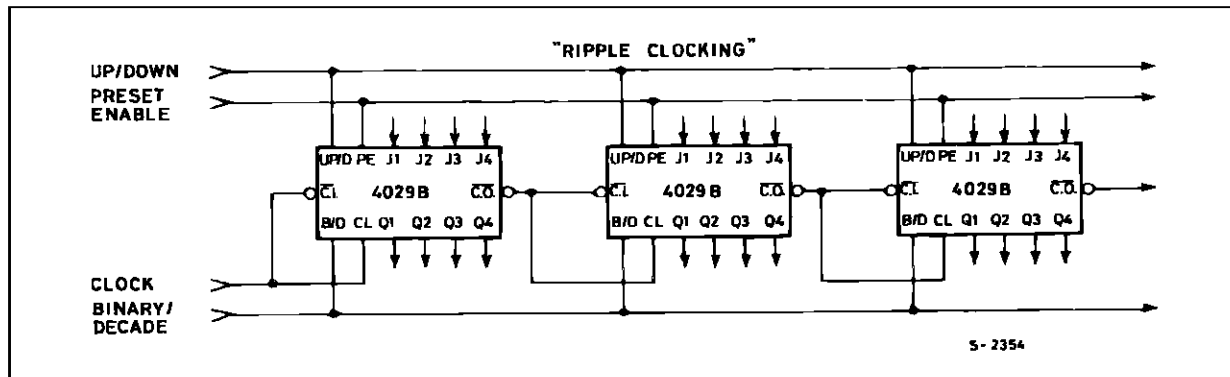 "RIPPLE CLOCKING"
UP/DOWN
PRESET
ENABLE
UP/D PE J1 J2 J3 J4
C.I. 4029B C.O.
B/D CL Q1 Q2 Q3 Q4
UP/D PE J1 J2 J3 J4
C.I. 4029B C.O.
B/D CL Q1 Q2 Q3 Q4
UP/D PE J1 J2 J3 J4
C.I. 4029B C.O.
B/D CL Q1 Q2 Q3 Q4
CLOCK
BINARY/
DECADE
S-2354